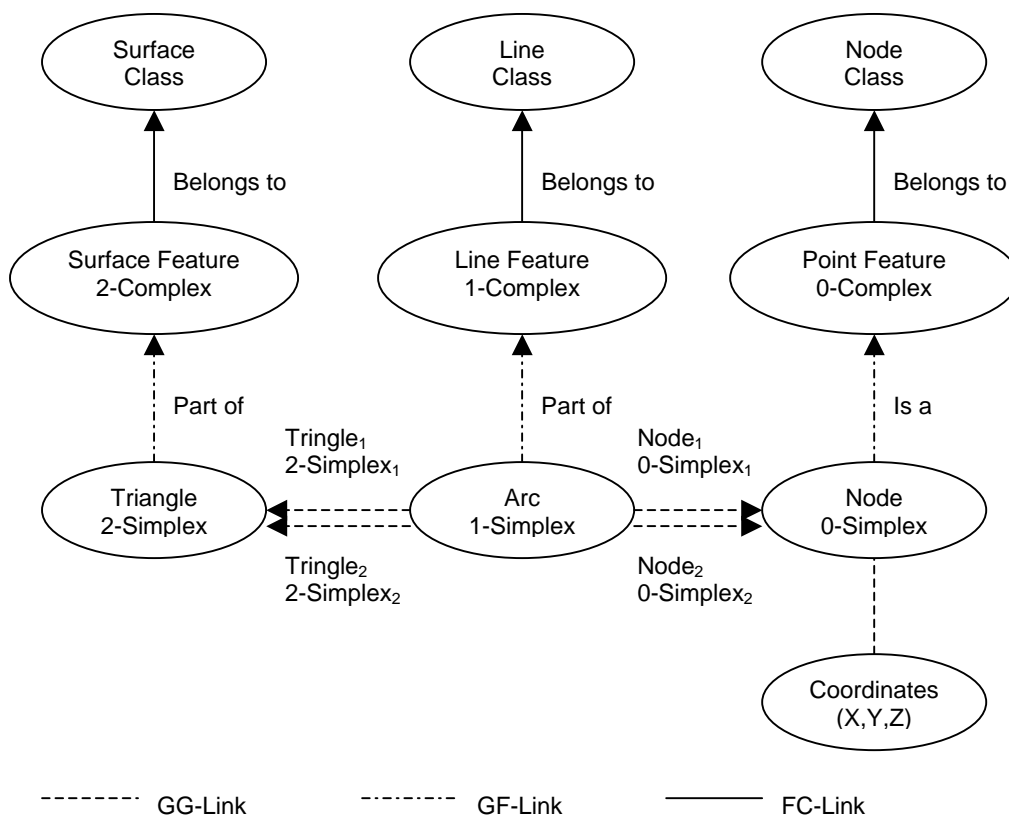 Surface
Class
Line
Class
Node
Class
Belongs to
Belongs to
Belongs to
Surface Feature
2-Complex
Line Feature
1-Complex
Point Feature
0-Complex
Part of
Part of
Is a
Tringle₁
2-Simplex₁
Node₁
0-Simplex₁
Triangle
2-Simplex
Arc
1-Simplex
Node
0-Simplex
Tringle₂
2-Simplex₂
Node₂
0-Simplex₂
Coordinates
(X,Y,Z)
GG-Link
GF-Link
FC-Link